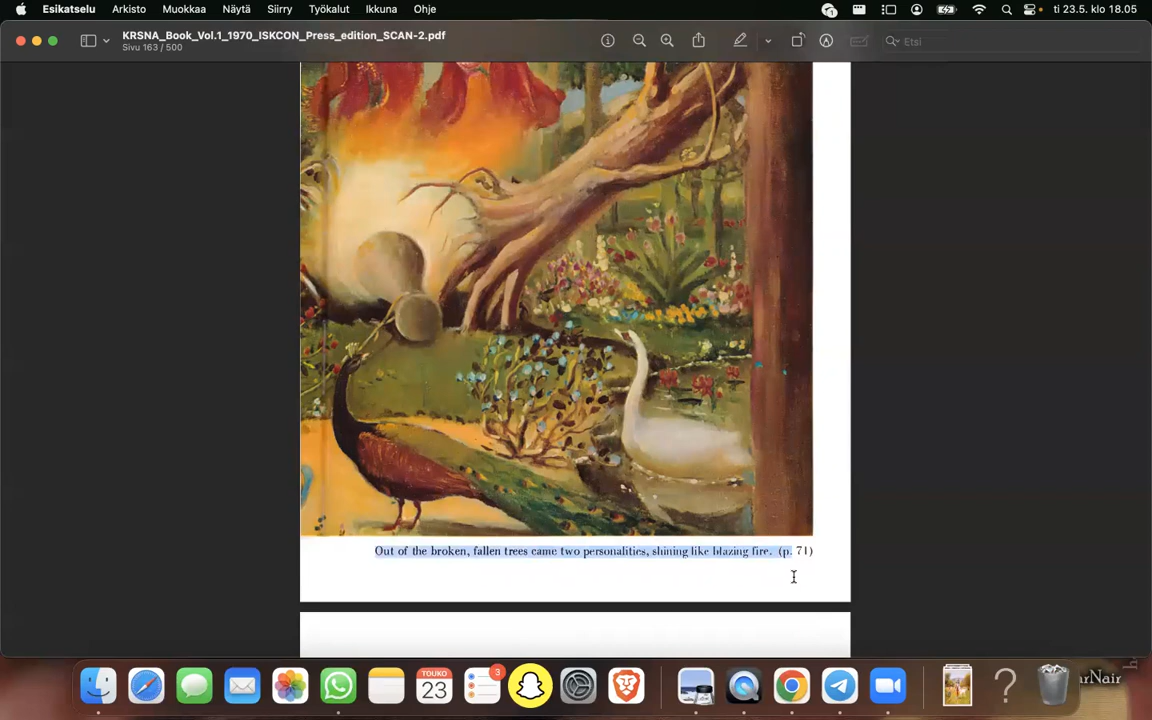 Esikatselu Arkisto Muokkaa Näytä Siirry Työkalut Ikkuna Ohje ti 23.5. klo 18.05
KRSNA_Book_Vol.1_1970_ISKCON_Press_edition_SCAN-2.pdf
Sivu 163 / 500
Etsi
Out of the broken, fallen trees came two personalities, shining like blazing fire. (p. 71)
TOUKO
23
3
arNair